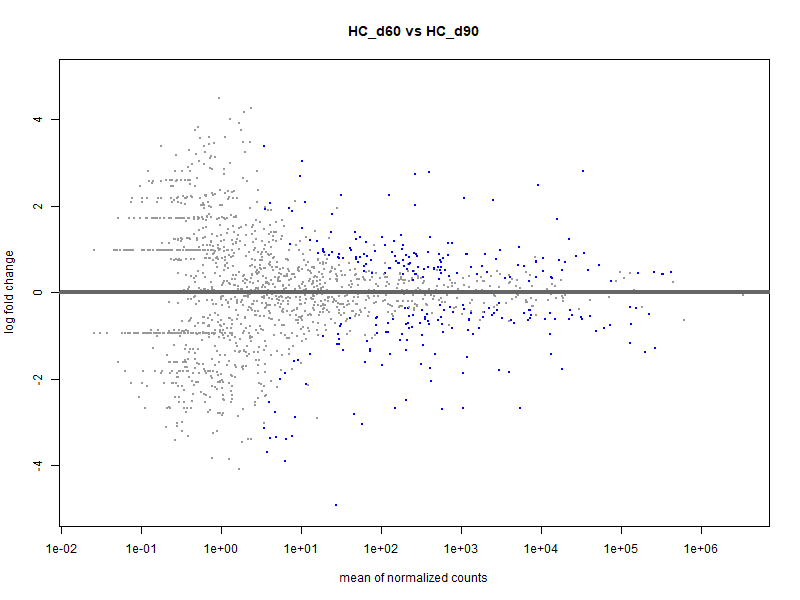 HC_d60 vs HC_d90
log fold change
4
2
0
-2
-4
1e-02 1e-01 1e+00 1e+01 1e+02 1e+03 1e+04 1e+05 1e+06
mean of normalized counts